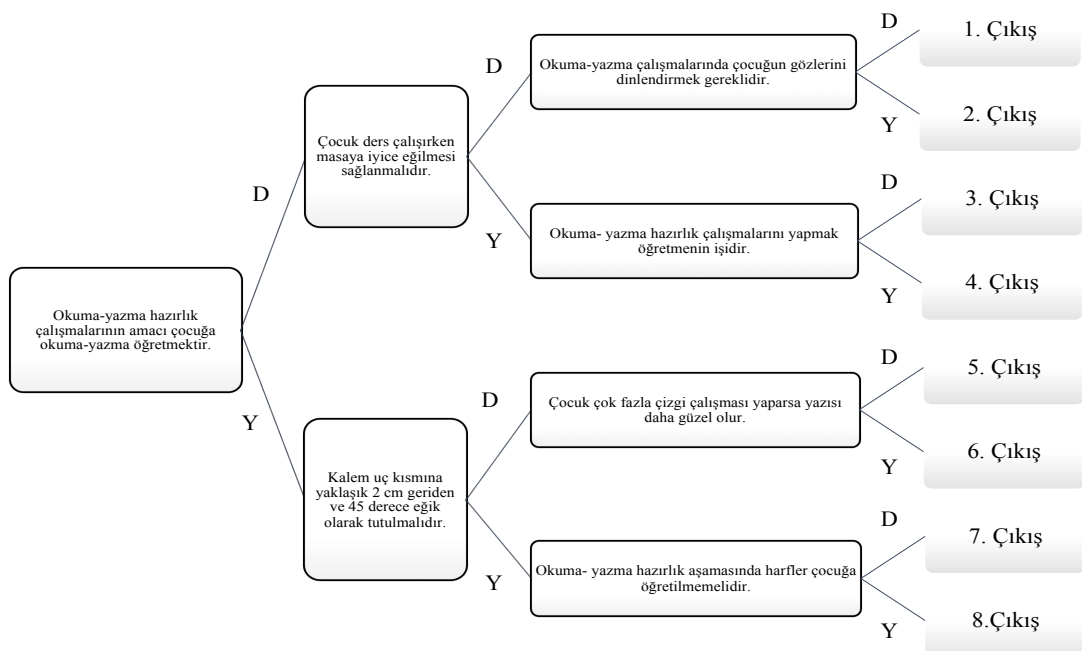 Okuma-yazma hazırlık
çalışmalarının amacı çocuğa
okuma-yazma öğretmektir.
D
Y
Çocuk ders çalışırken
masaya iyice eğilmesi
sağlanmalıdır.
D
Y
Kalem uç kısmına
yaklaşık 2 cm geriden
ve 45 derece eğik
olarak tutulmalıdır.
D
Y
Okuma-yazma çalışmalarında çocuğun gözlerini
dinlendirmek gereklidir.
D
Y
1. Çıkış
2. Çıkış
Okuma- yazma hazırlık çalışmalarını yapmak
öğretmenin işidir.
D
Y
3. Çıkış
4. Çıkış
Çocuk çok fazla çizgi çalışması yaparsa yazısı
daha güzel olur.
D
Y
5. Çıkış
6. Çıkış
Okuma- yazma hazırlık aşamasında harfler çocuğa
öğretilmemelidir.
D
Y
7. Çıkış
8.Çıkış